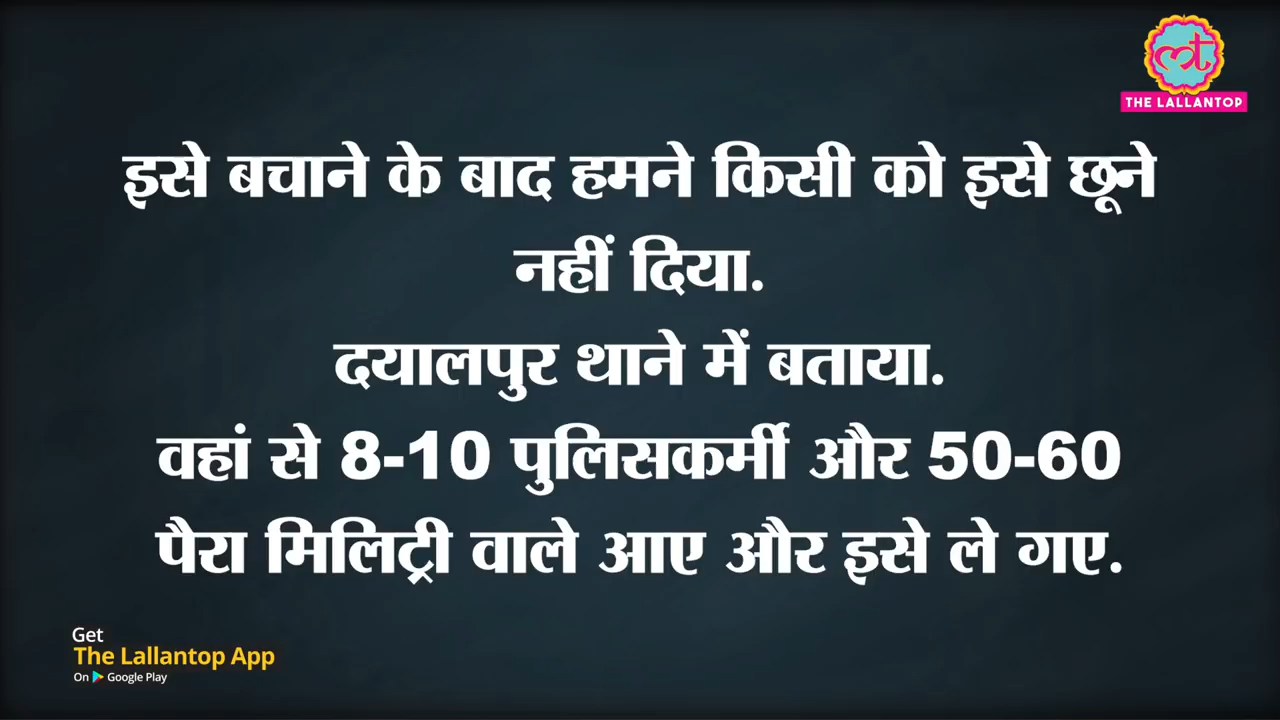 THE LALLANTOP
इसे बचाने के बाद हमने किसी को इसे छूने
नहीं दिया.
दयालपुर थाने में बताया.
वहां से 8-10 पुलिसकर्मी और 50-60
पैरा मिलिट्री वाले आए और इसे ले गए.
Get
The Lallantop App
On Google Play